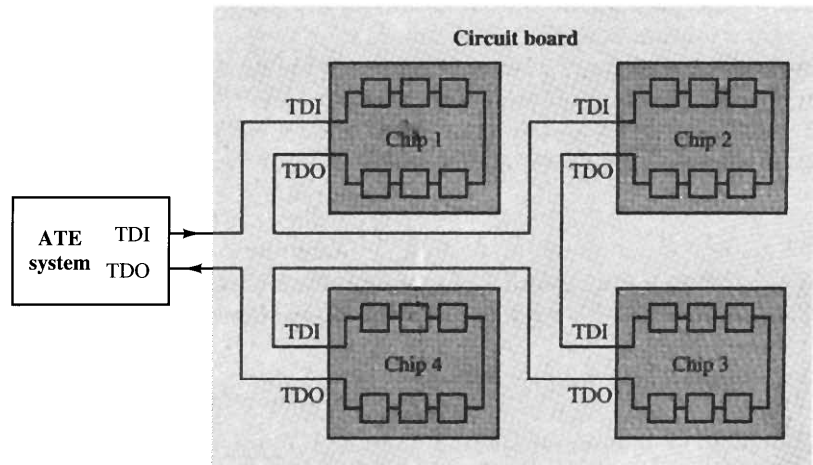 Circuit board
TDI
Chip 1
TDO
TDI
Chip 2
TDO
ATE
system
TDI
TDO
TDI
Chip 4
TDO
TDI
Chip 3
TDO